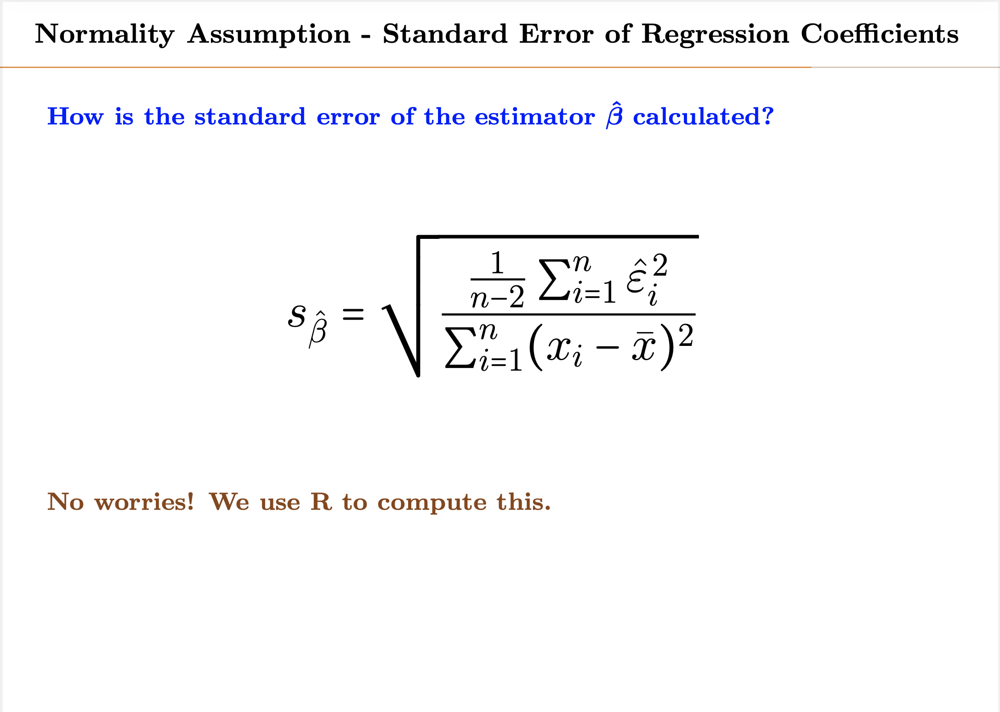 Normality Assumption - Standard Error of Regression Coefficients
How is the standard error of the estimator $\hat{\beta}$ calculated?
$s_{\hat{\beta}} = \sqrt{\frac{\frac{1}{n-2} \sum_{i=1}^{n} \hat{\varepsilon}_i^2}{\sum_{i=1}^{n} (x_i - \bar{x})^2}}$
No worries! We use R to compute this.